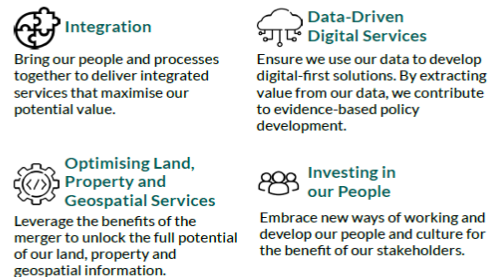 Integration
Bring our people and processes
together to deliver integrated
services that maximise our
potential value.
Data-Driven
Digital Services
Ensure we use our data to develop
digital-first solutions. By extracting
value from our data, we contribute
to evidence-based policy
development.
Optimising Land,
Property and
Geospatial Services
Leverage the benefits of the
merger to unlock the full potential
of our land, property and
geospatial information.
Investing in
our People
Embrace new ways of working and
develop our people and culture for
the benefit of our stakeholders.